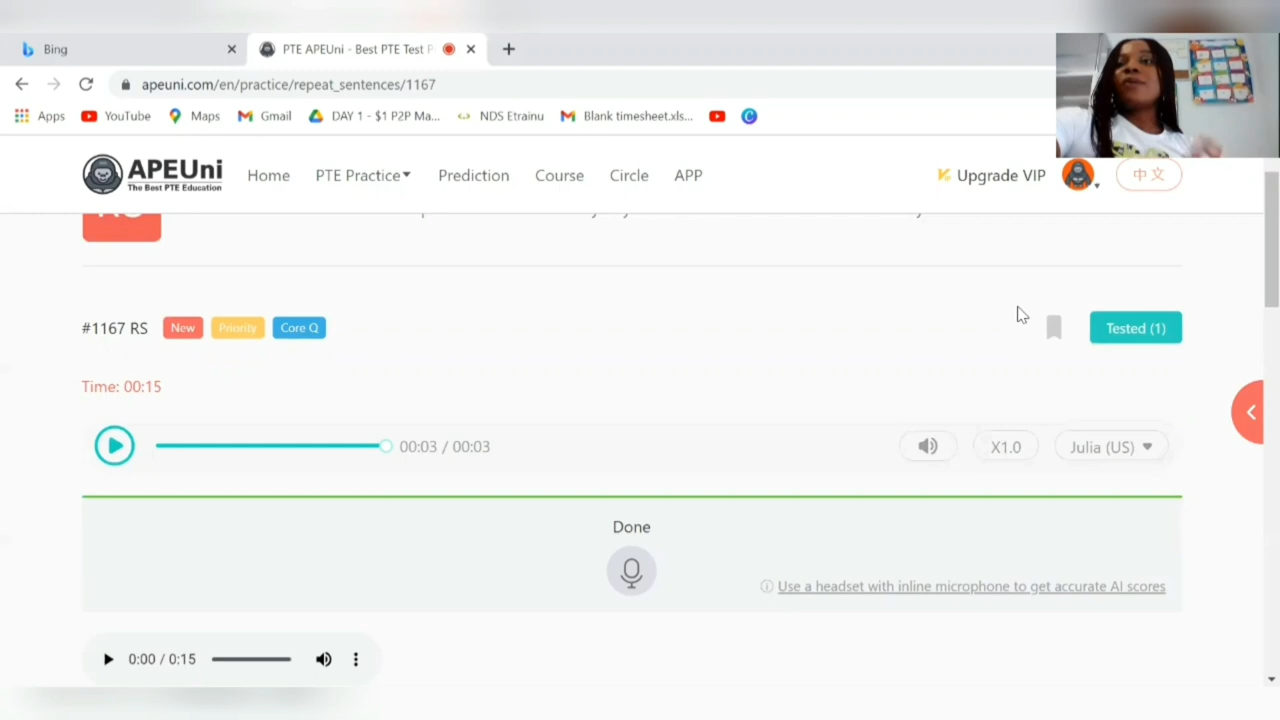 Bing
PTE APEUni - Best PTE Test P
apeuni.com/en/practice/repeat_sentences/1167
Apps YouTube Maps Gmail DAY 1 - $1 P2P Ma... NDS Etrainu Blank timesheet.xls...
APEUni
The Best PTE Education
Home PTE Practice Prediction Course Circle APP Upgrade VIP 中文
#1167 RS New Priority Core Q Tested (1)
Time: 00:15
00:03 / 00:03 X1.0 Julia (US)
Done
Use a headset with inline microphone to get accurate AI scores
0:00 / 0:15